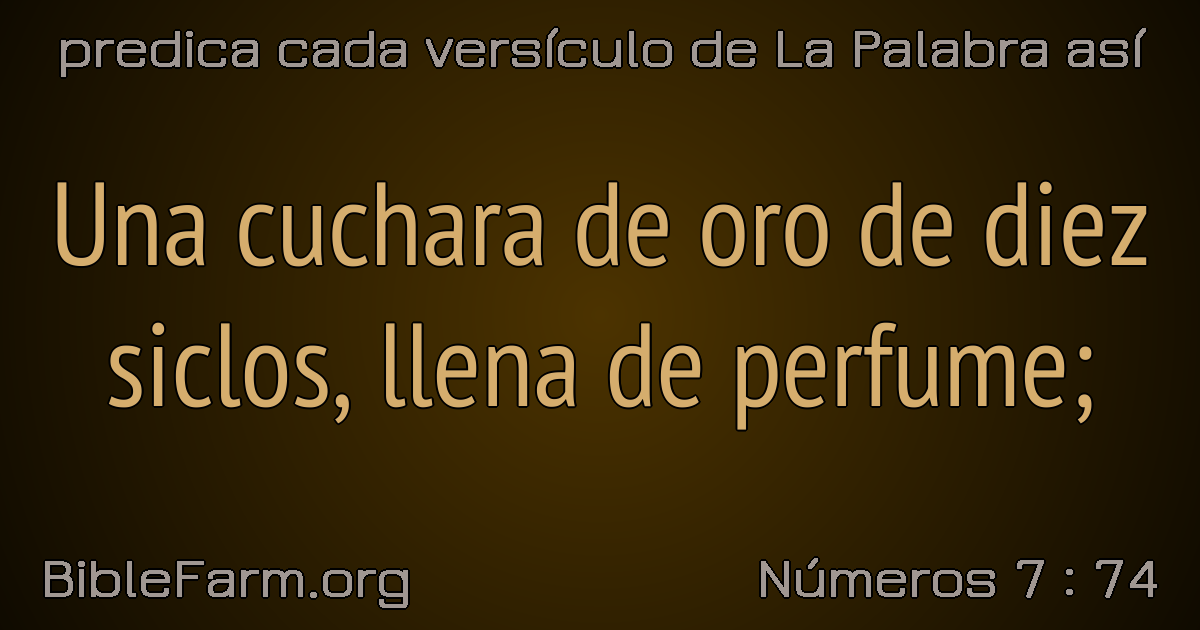 predica cada versículo de La Palabra así
Una cuchara de oro de diez
siclos, llena de perfume;
BibleFarm.org
Números 7 : 74